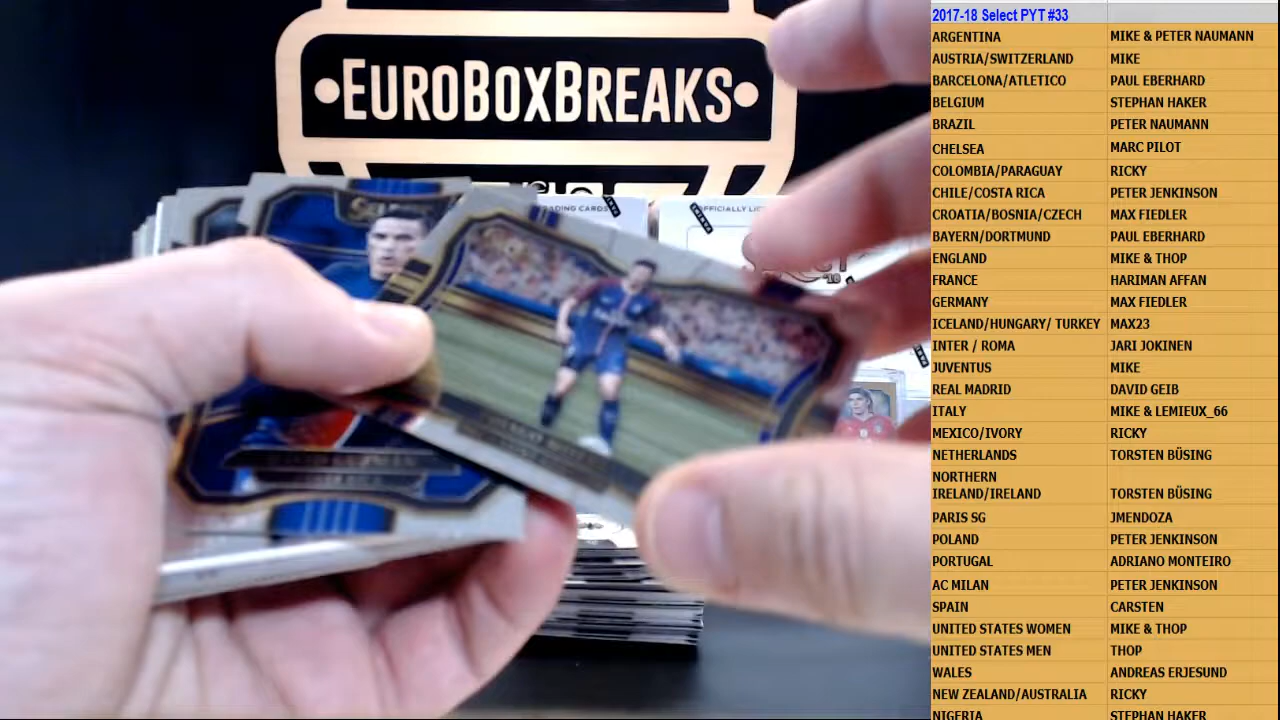 EUROBOXBREAKS
TRADING CARDS
OFFICIALLY LIC
2017-18 Select PYT #33
ARGENTINA MIKE & PETER NAUMANN
AUSTRIA/SWITZERLAND MIKE
BARCELONA/ATLETICO PAUL EBERHARD
BELGIUM STEPHAN HAKER
BRAZIL PETER NAUMANN
CHELSEA MARC PILOT
COLOMBIA/PARAGUAY RICKY
CHILE/COSTA RICA PETER JENKINSON
CROATIA/BOSNIA/CZECH MAX FIEDLER
BAYERN/DORTMUND PAUL EBERHARD
ENGLAND MIKE & THOP
FRANCE HARIMAN AFFAN
GERMANY MAX FIEDLER
ICELAND/HUNGARY/ TURKEY MAX23
INTER / ROMA JARI JOKINEN
JUVENTUS MIKE
REAL MADRID DAVID GEIB
ITALY MIKE & LEMIEUX_66
MEXICO/IVORY RICKY
NETHERLANDS TORSTEN BÜSING
NORTHERN
IRELAND/IRELAND TORSTEN BÜSING
PARIS SG JMENDOZA
POLAND PETER JENKINSON
PORTUGAL ADRIANO MONTEIRO
AC MILAN PETER JENKINSON
SPAIN CARSTEN
UNITED STATES WOMEN MIKE & THOP
UNITED STATES MEN THOP
WALES ANDREAS ERJESUND
NEW ZEALAND/AUSTRALIA RICKY
NIGERIA STEPHAN HAKER